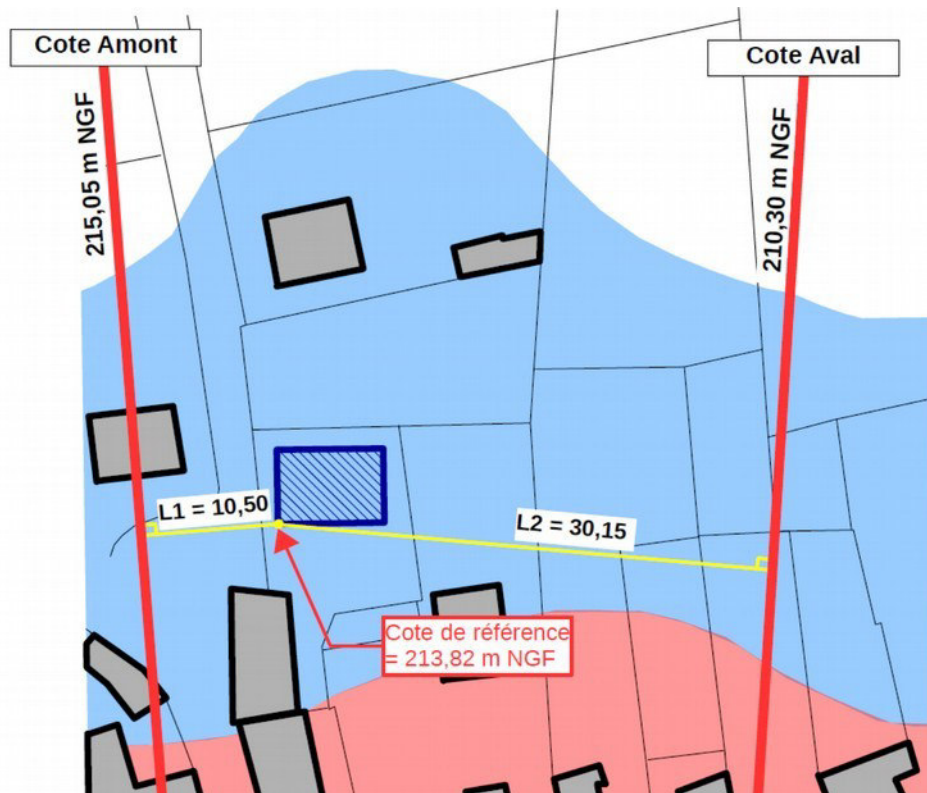 Cote Amont
Cote Aval
215,05 m NGF
210,30 m NGF
L1 = 10,50
L2 = 30,15
Cote de référence
= 213,82 m NGF